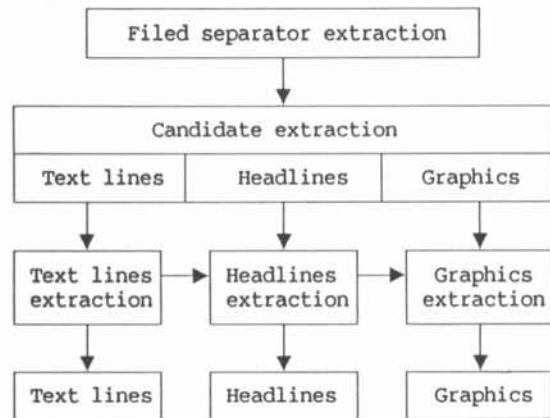 Filed separator extraction
Candidate extraction
Text lines Headlines Graphics
Text lines Headlines Graphics
extraction extraction extraction
Text lines Headlines Graphics